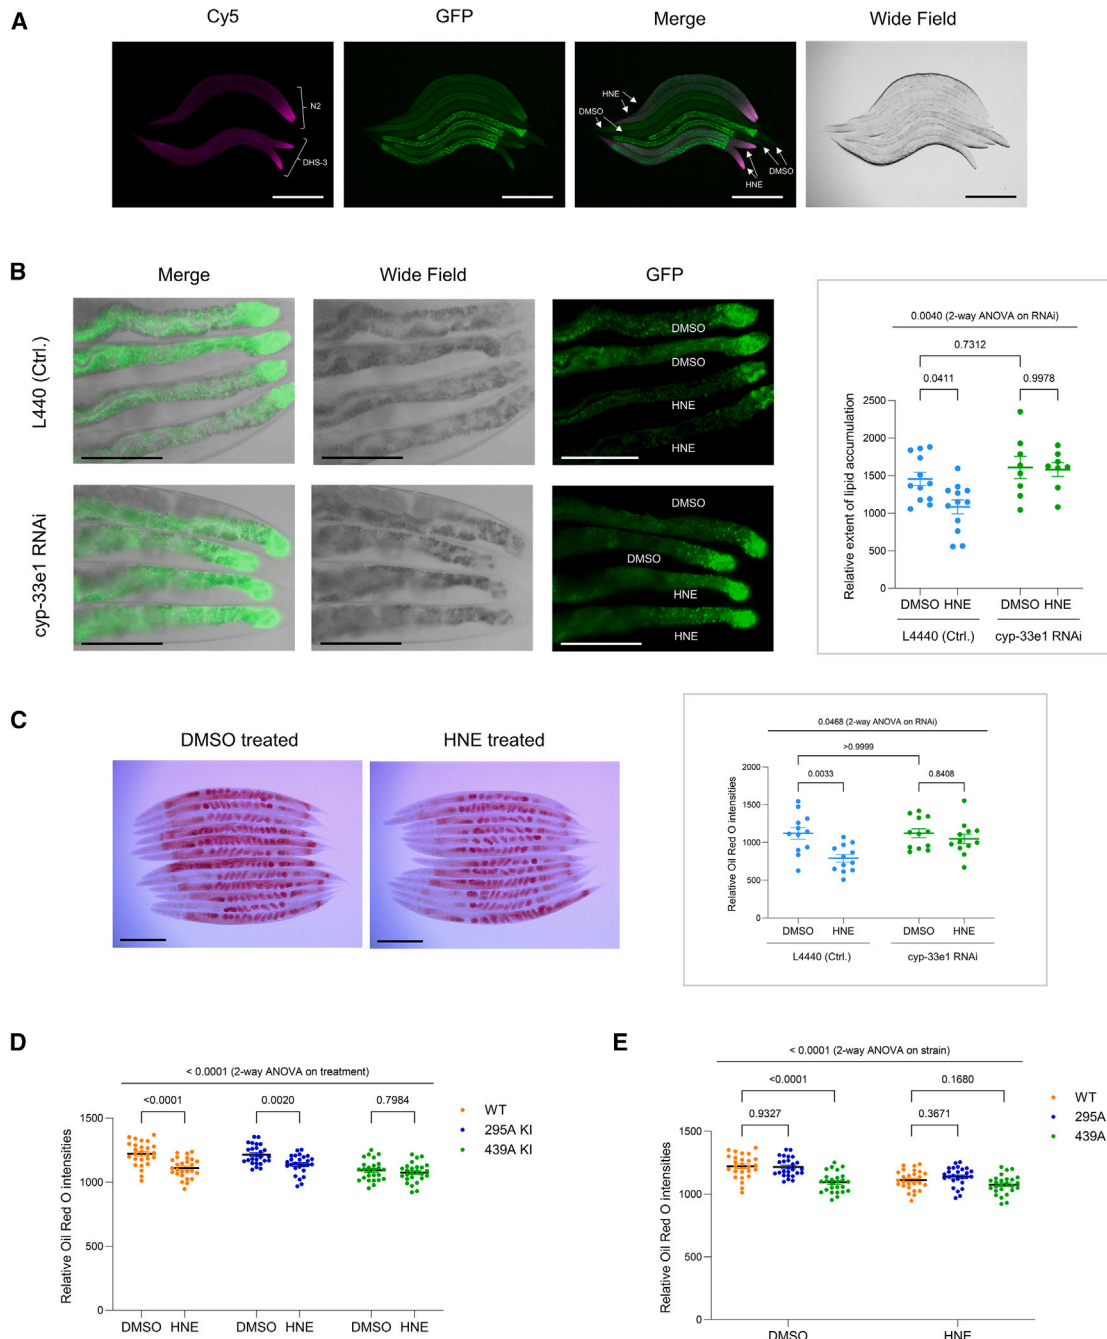 A
Cy5
GFP
Merge
Wide Field
N2
DHS-3
HNE
DMSO
DMSO
HNE
B
Merge
Wide Field
GFP
L440 (Ctrl.)
DMSO
DMSO
HNE
HNE
cyp-33e1 RNAi
DMSO
DMSO
HNE
HNE
0.0040 (2-way ANOVA on RNAi)
0.7312
0.0411
0.9978
Relative extent of lipid accumulation
2500
2000
1500
1000
500
0
DMSO HNE
DMSO HNE
L4440 (Ctrl.)
cyp-33e1 RNAi
C
DMSO treated
HNE treated
0.0468 (2-way ANOVA on RNAi)
>0.9999
0.0033
0.8408
Relative Oil Red O intensities
2000
1500
1000
500
0
DMSO
HNE
DMSO
HNE
L4440 (Ctrl.)
cyp-33e1 RNAi
D
< 0.0001 (2-way ANOVA on treatment)
<0.0001
0.0020
0.7984
WT
295A KI
439A KI
Relative Oil Red O intensities
1500
1000
500
0
DMSO HNE
DMSO HNE
DMSO HNE
E
< 0.0001 (2-way ANOVA on strain)
<0.0001
0.1680
0.9327
0.3671
WT
295A
439A
Relative Oil Red O intensities
1500
1000
500
0
DMSO
HNE